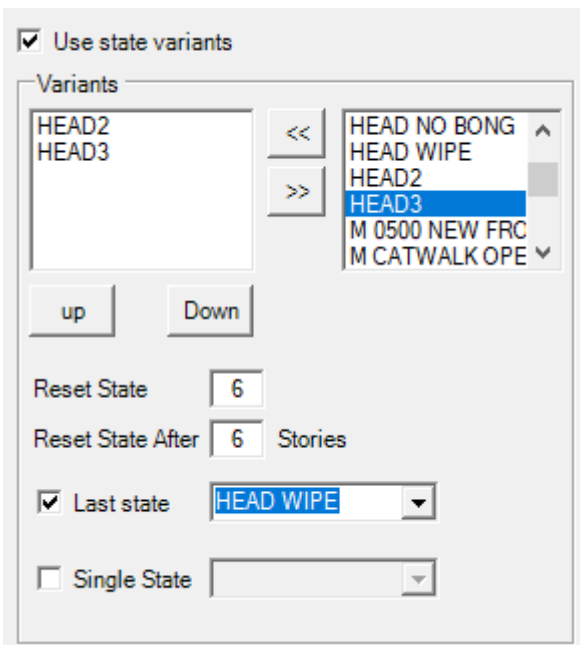 Use state variants
Variants
HEAD2
HEAD3
<<
>>
HEAD NO BONG
HEAD WIPE
HEAD2
HEAD3
M 0500 NEW FRO
M CATWALK OPE
up
Down
Reset State 6
Reset State After 6 Stories
Last state HEAD WIPE
Single State